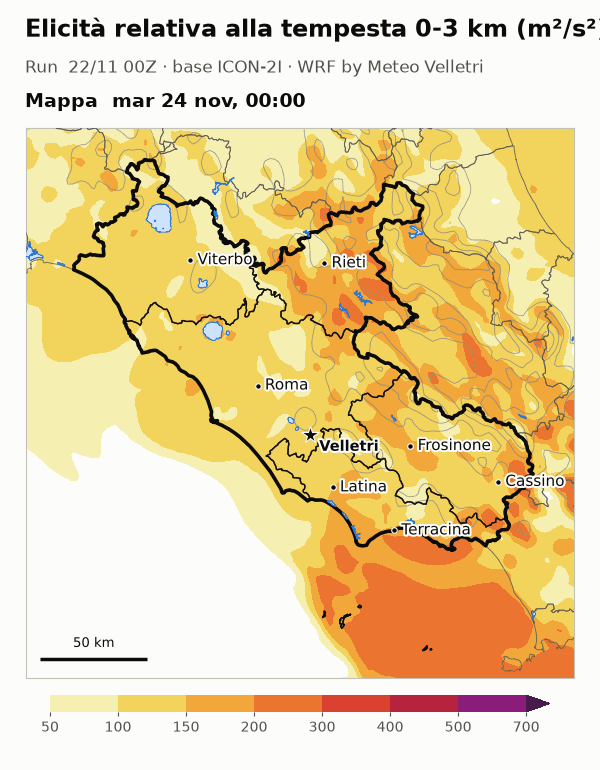 Elicità relativa alla tempesta 0-3 km (m²/s²)
Run 22/11 00Z · base ICON-2I · WRF by Meteo Velletri
Mappa mar 24 nov, 00:00
Viterbo
Rieti
Roma
Velletri
Frosinone
Cassino
Latina
Terracina
50 km
50 100 150 200 300 400 500 700